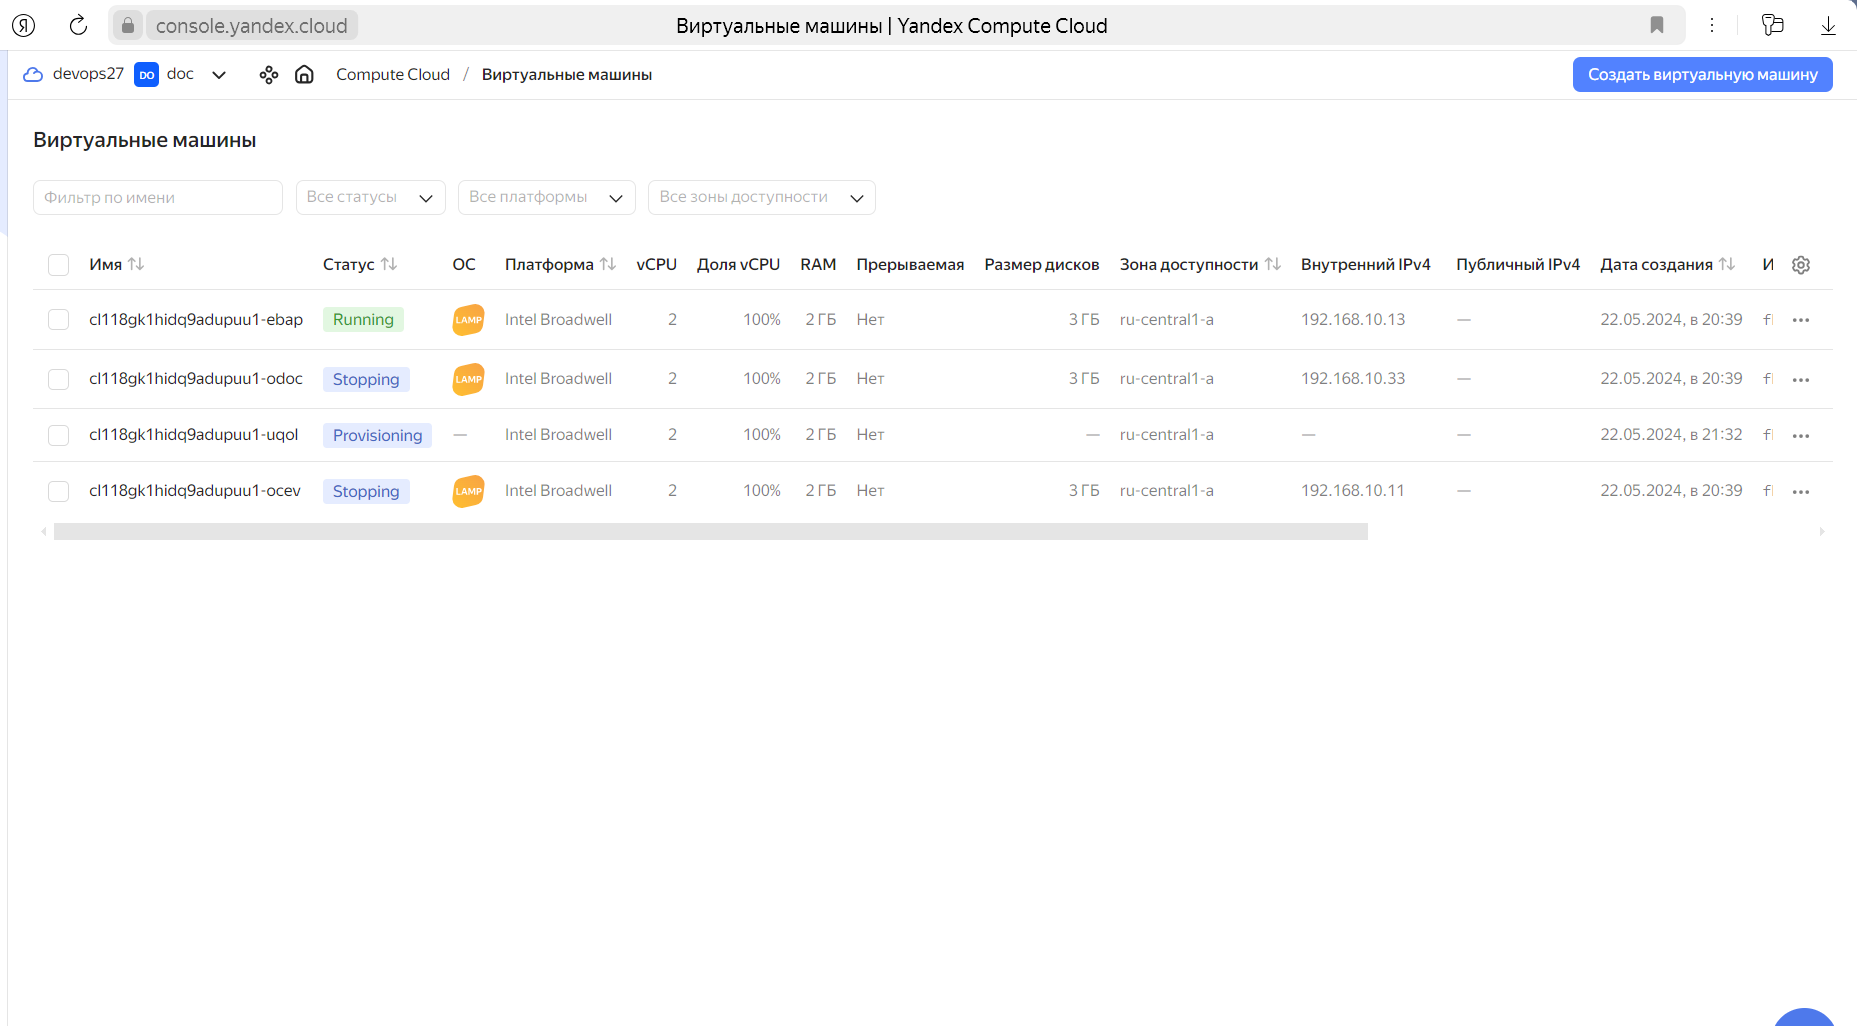 console.yandex.cloud Виртуальные машины | Yandex Compute Cloud
devops27 DO doc Compute Cloud / Виртуальные машины Создать виртуальную машину
Виртуальные машины
Фильтр по имени Все статусы Все платформы Все зоны доступности
Имя Статус ОС Платформа vCPU Доля vCPU RAM Прерываемая Размер дисков Зона доступности Внутренний IPv4 Публичный IPv4 Дата создания И
cl118gk1hidq9adupuu1-ebap Running LAMP Intel Broadwell 2 100% 2 ГБ Нет 3 ГБ ru-central1-a 192.168.10.13 — 22.05.2024, в 20:39 f
cl118gk1hidq9adupuu1-odoc Stopping LAMP Intel Broadwell 2 100% 2 ГБ Нет 3 ГБ ru-central1-a 192.168.10.33 — 22.05.2024, в 20:39 f
cl118gk1hidq9adupuu1-uqol Provisioning — Intel Broadwell 2 100% 2 ГБ Нет — ru-central1-a — — 22.05.2024, в 21:32 f
cl118gk1hidq9adupuu1-ocev Stopping LAMP Intel Broadwell 2 100% 2 ГБ Нет 3 ГБ ru-central1-a 192.168.10.11 — 22.05.2024, в 20:39 f